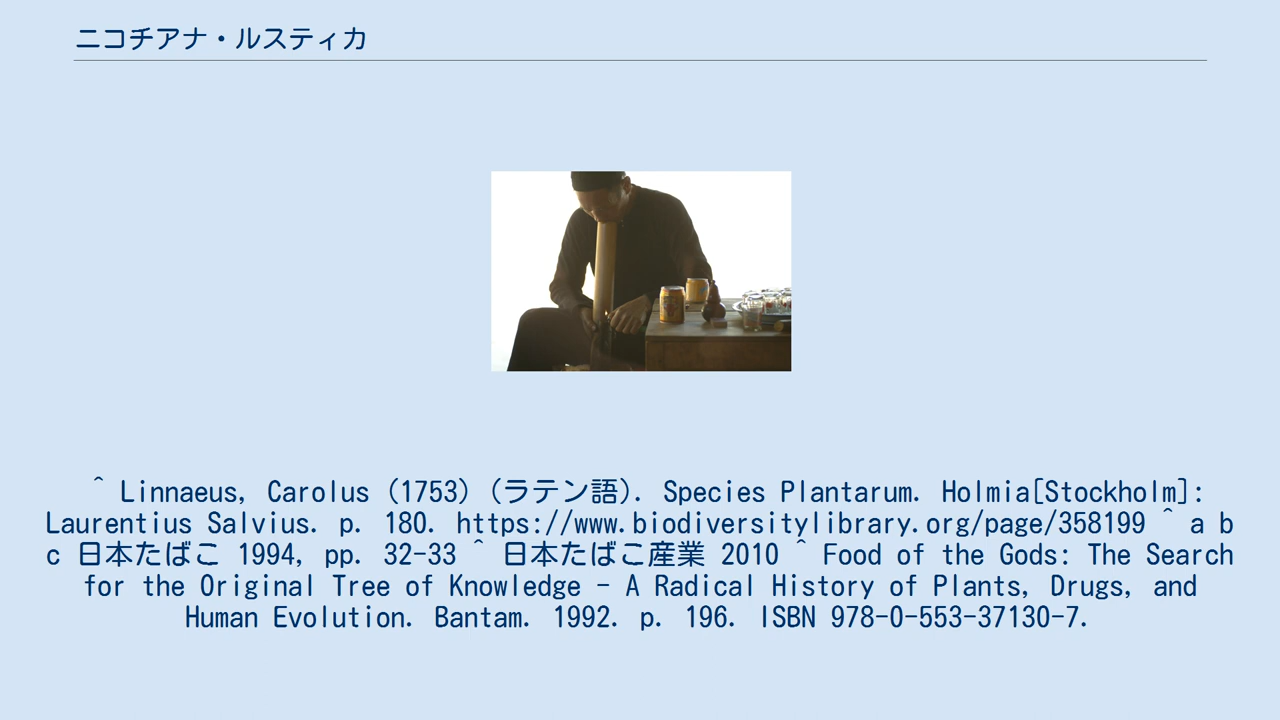 ニコチアナ・ルスティカ
^ Linnaeus, Carolus (1753) (ラテン語). Species Plantarum. Holmia[Stockholm]:
Laurentius Salvius. p. 180. https://www.biodiversitylibrary.org/page/358199 ^ a b
c 日本たばこ 1994, pp. 32-33 ^ 日本たばこ産業 2010 ^ Food of the Gods: The Search
for the Original Tree of Knowledge - A Radical History of Plants, Drugs, and
Human Evolution. Bantam. 1992. p. 196. ISBN 978-0-553-37130-7.